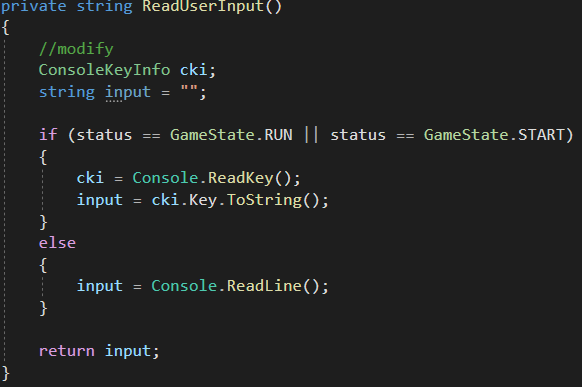 private string ReadUserInput()
{
//modify
ConsoleKeyInfo cki;
string input = "";
if (status == GameState.RUN || status == GameState.START)
{
cki = Console.ReadKey();
input = cki.Key.ToString();
}
else
{
input = Console.ReadLine();
}
return input;
}